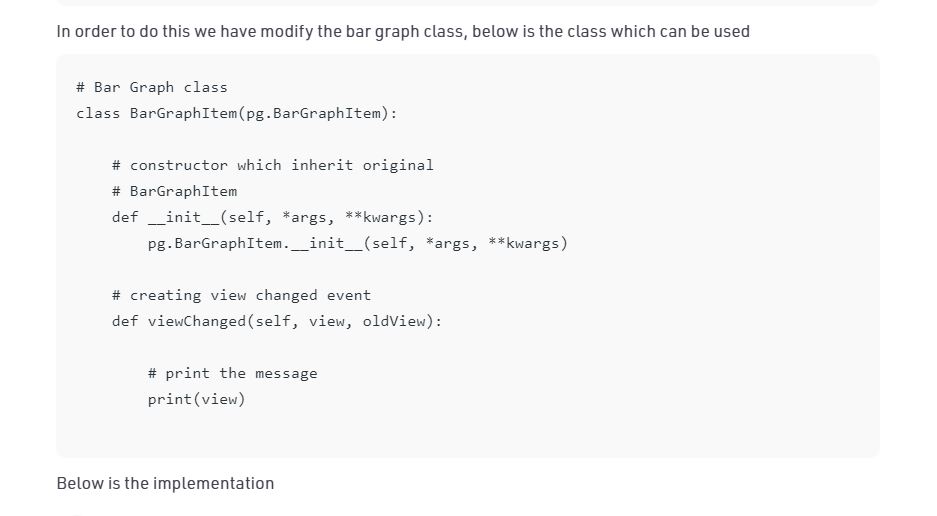 In order to do this we have modify the bar graph class, below is the class which can be used
# Bar Graph class
class BarGraphItem(pg.BarGraphItem):
# constructor which inherit original
# BarGraphItem
def __init__(self, *args, **kwargs):
pg.BarGraphItem.__init__(self, *args, **kwargs)
# creating view changed event
def viewChanged(self, view, oldView):
# print the message
print(view)
Below is the implementation